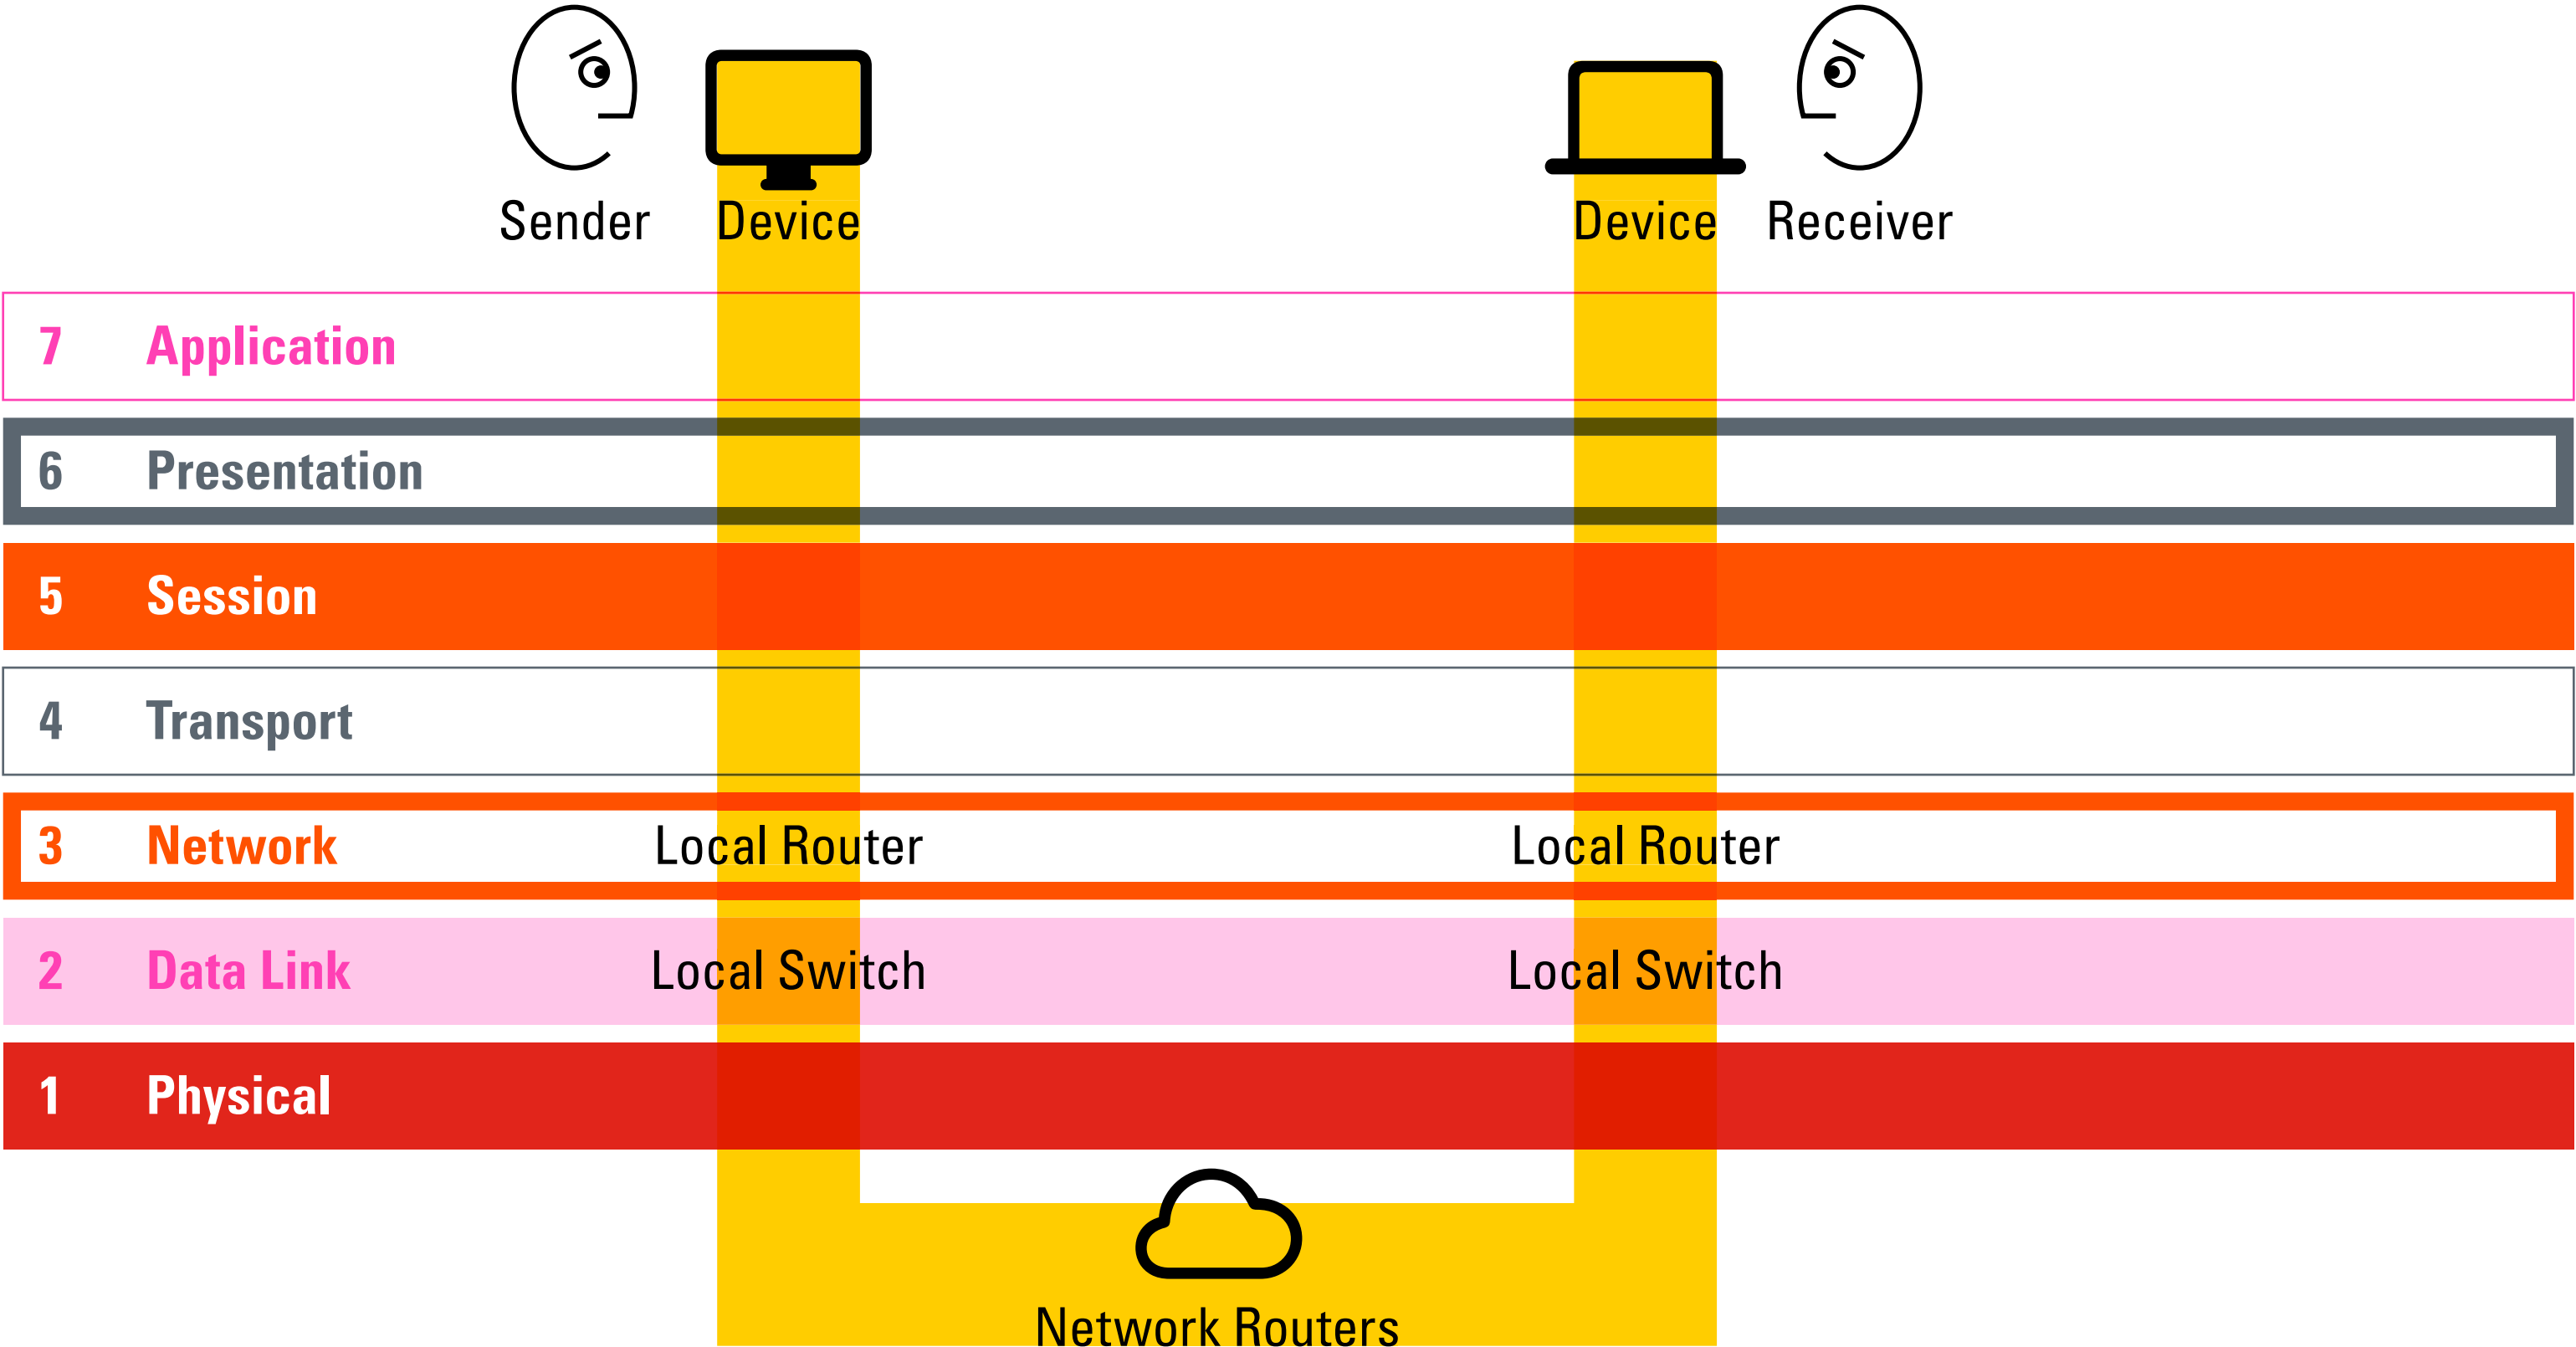 Sender Device Device Receiver
7 Application
6 Presentation
5 Session
4 Transport
3 Network Local Router Local Router
2 Data Link Local Switch Local Switch
1 Physical
Network Routers